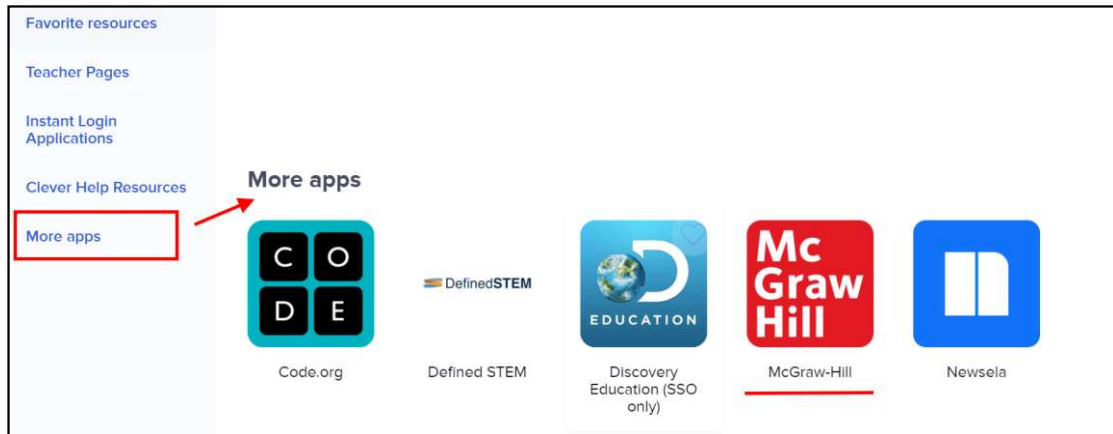 Favorite resources
Teacher Pages
Instant Login
Applications
Clever Help Resources
More apps
More apps
C O
D E
DefinedSTEM
D
EDUCATION
Mc
Graw
Hill
Code.org
Defined STEM
Discovery
Education (SSO
only)
McGraw-Hill
Newsela